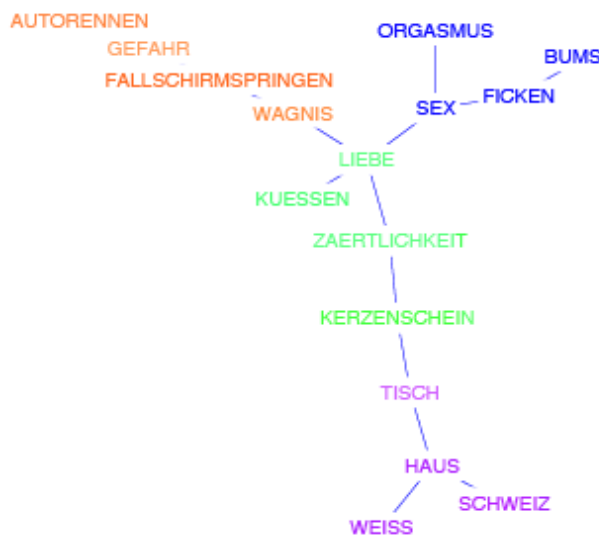 AUTORENNEN
ORGASMUS
GEFAHR
BUMS
FALLSCHIRMSPRINGEN
FICKEN
SEX
WAGNIS
LIEBE
KUESSEN
ZAERTLICHKEIT
KERZENSCHEIN
TISCH
HAUS
SCHWEIZ
WEISS